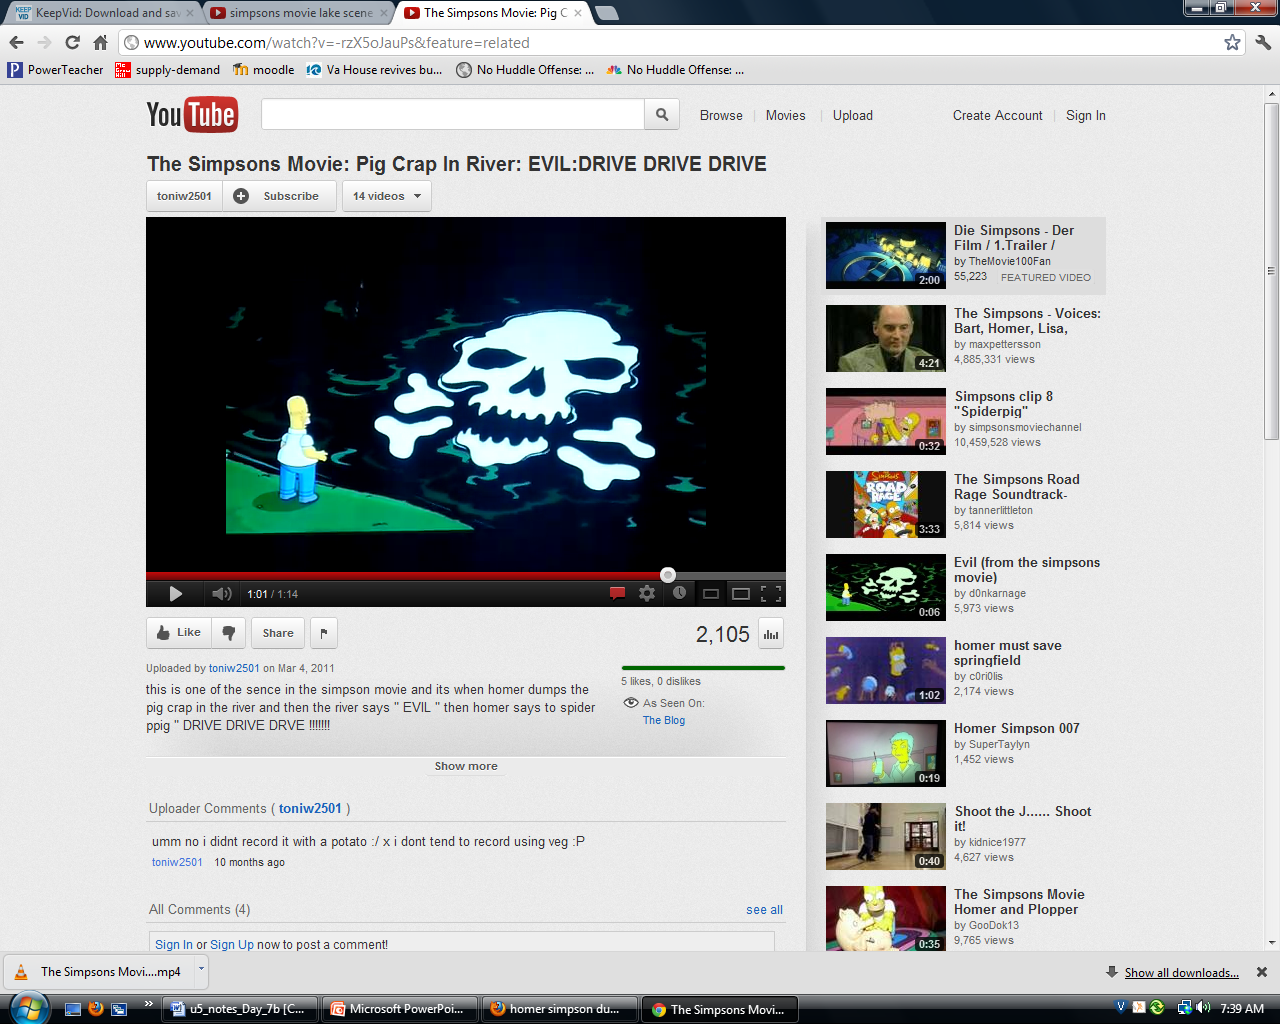 KeepVid: Download and sav
simpsons movie lake scene
The Simpsons Movie: Pig C
www.youtube.com/watch?v=-rzX5oJauPs&feature=related
PowerTeacher
supply-demand
moodle
Va House revives bu...
No Huddle Offense: ...
No Huddle Offense: ...
YouTube
Browse
Movies
Upload
Create Account
Sign In
The Simpsons Movie: Pig Crap In River: EVIL:DRIVE DRIVE DRIVE
toniw2501
Subscribe
14 videos
1:01 / 1:14
Like
Share
2,105
Uploaded by toniw2501 on Mar 4, 2011
this is one of the sence in the simpson movie and its when homer dumps the
pig crap in the river and then the river says " EVIL " then homer says to spider
ppig " DRIVE DRIVE DRVE !!!!!!!
5 likes, 0 dislikes
As Seen On:
The Blog
Show more
Uploader Comments ( toniw2501 )
umm no i didnt record it with a potato :/ x i dont tend to record using veg :P
toniw2501 10 months ago
All Comments (4)
see all
Sign In or Sign Up now to post a comment!
2:00
Die Simpsons - Der
Film / 1.Trailer /
by TheMovie100Fan
55,223 FEATURED VIDEO
4:21
The Simpsons - Voices:
Bart, Homer, Lisa,
by maxpettersson
4,885,331 views
0:32
Simpsons clip 8
"Spiderpig"
by simpsonsmoviechannel
10,459,528 views
Simpsons
ROAD
RAGE
3:33
The Simpsons Road
Rage Soundtrack-
by tannerlittleton
5,814 views
0:06
Evil (from the simpsons
movie)
by d0nkarnage
5,973 views
1:02
homer must save
springfield
by c0ri0lis
2,174 views
0:19
Homer Simpson 007
by SuperTaylyn
1,452 views
0:40
Shoot the J...... Shoot
it!
by kidnice1977
4,627 views
0:35
The Simpsons Movie
Homer and Plopper
by GooDok13
9,765 views
The Simpsons Movi....mp4
Show all downloads...
u5_notes_Day_7b [C...
Microsoft PowerPoi...
homer simpson du...
The Simpsons Movi...
7:39 AM